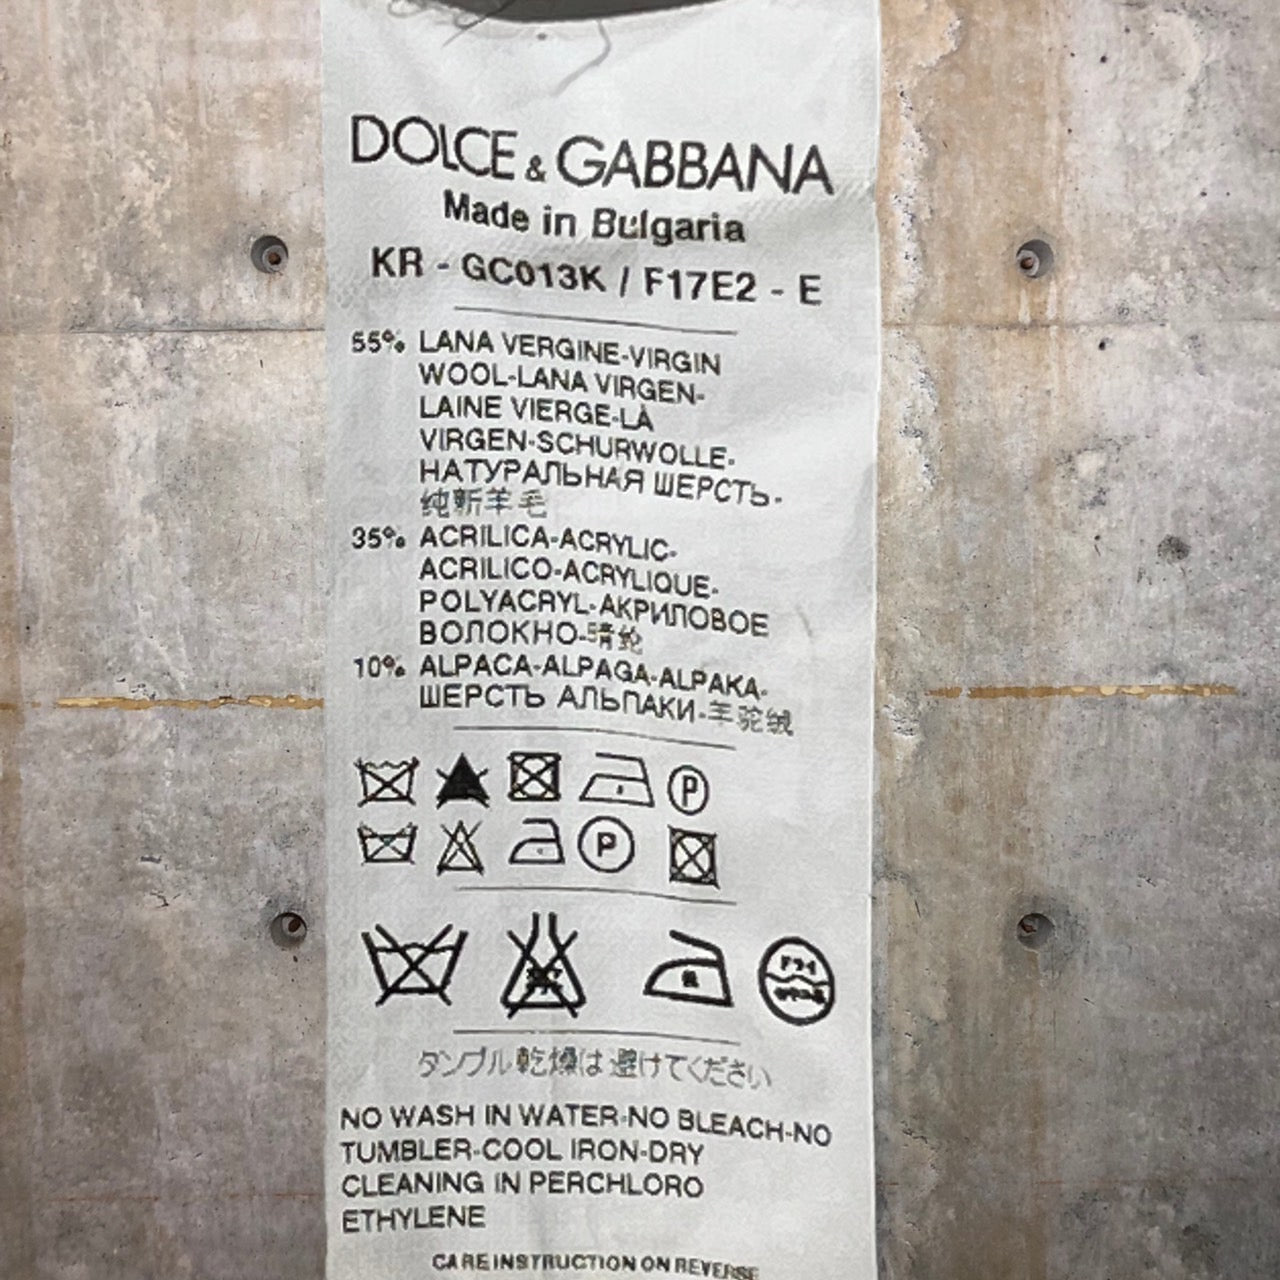 DOLCE & GABBANA
Made in Bulgaria
KR - GC013K / F17E2 - E
55% LANA VERGINE-VIRGIN
WOOL-LANA VIRGEN-
LAINE VIERGE-LÀ
VIRGEN-SCHURWOLLE-
НАТУРАЛЬНАЯ ШЕРСТЬ-
纯新羊毛
35% ACRILICA-ACRYLIC-
ACRILICO-ACRYLIQUE-
POLYACRYL-АКРИЛОВОЕ
ВОЛОКНО-腈纶
10% ALPACA-ALPAGA-ALPAKA-
ШЕРСТЬ АЛЬПАКИ-羊驼绒
P
P
ドライ
タンブル乾燥は避けてください
NO WASH IN WATER-NO BLEACH-NO
TUMBLER-COOL IRON-DRY
CLEANING IN PERCHLORO
ETHYLENE
CARE INSTRUCTION ON REVERSE